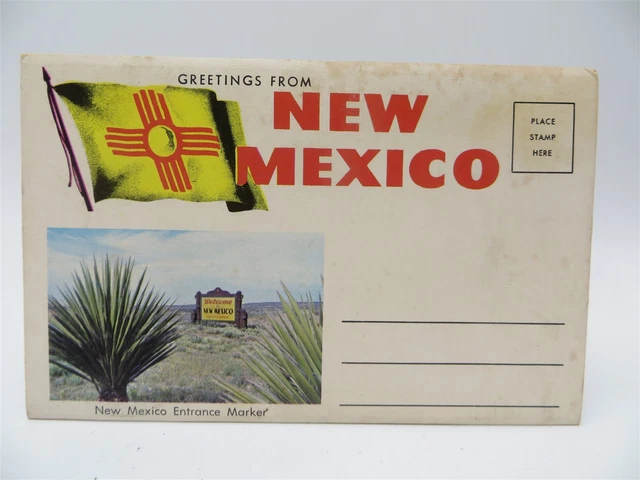 GREETINGS FROM
NEW
MEXICO
PLACE
STAMP
HERE
Welcome
NEW MEXICO
New Mexico Entrance Marker